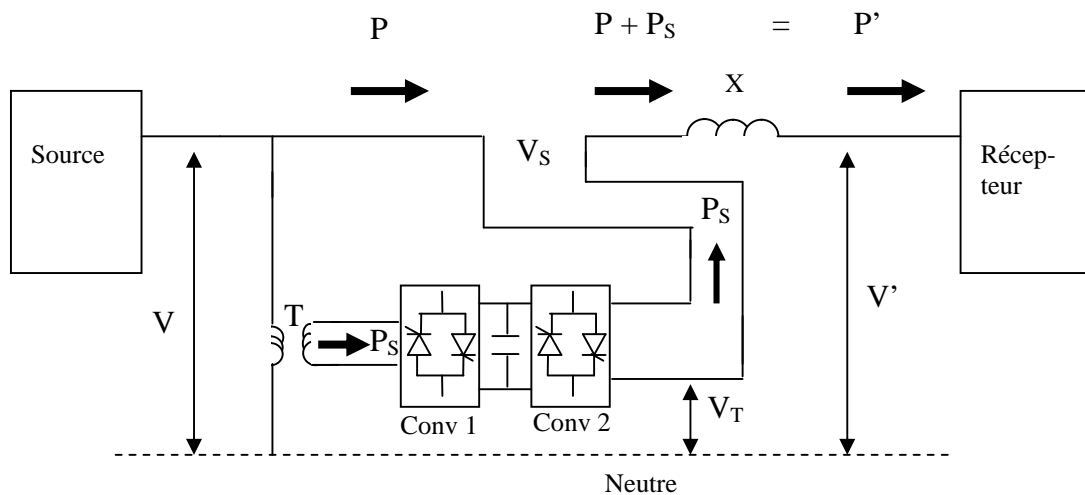 P
P + P_S = P’
X
Source
V_S
Récep-
teur
P_S
V
T
P_S
V’
Conv 1
Conv 2
V_T
Neutre